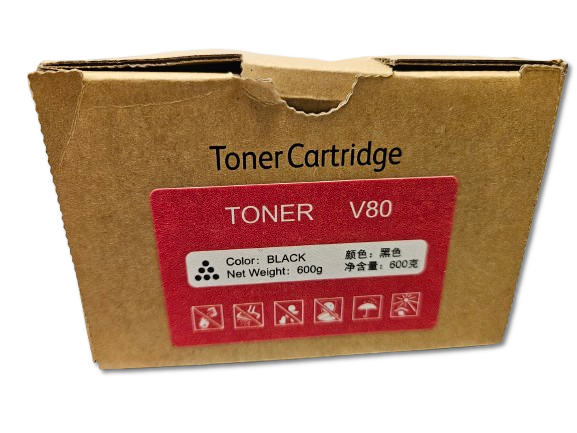 Toner Cartridge
TONER V80
Color: BLACK
Net Weight: 600g
颜色：黑色
净含量：600克